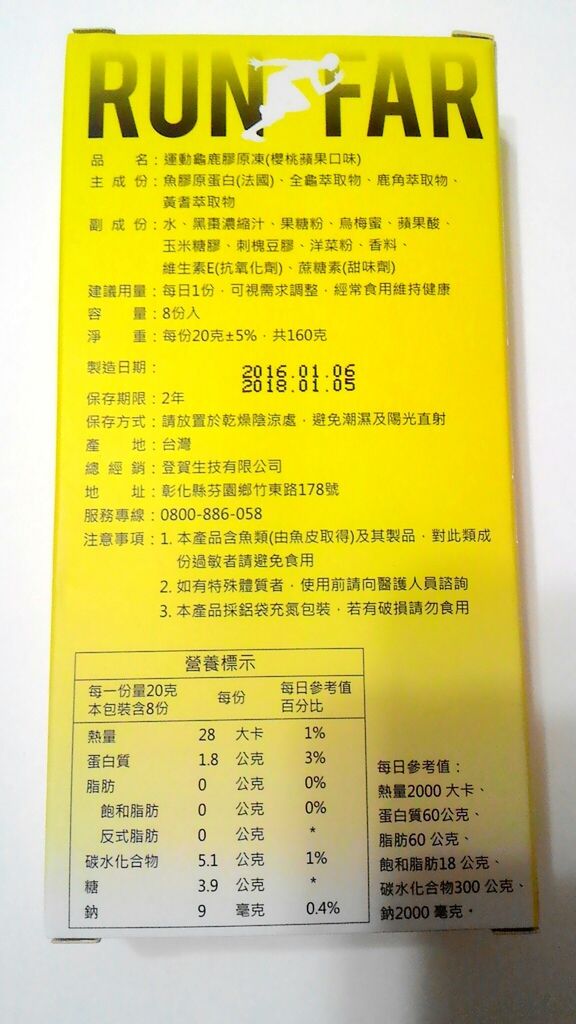 RUN FAR
品 名：運動龜鹿膠原凍(櫻桃蘋果口味)
主 成 份：魚膠原蛋白(法國)、全龜萃取物、鹿角萃取物、
黃耆萃取物
副 成 份：水、黑棗濃縮汁、果糖粉、烏梅蜜、蘋果酸、
玉米糖膠、刺槐豆膠、洋菜粉、香料、
維生素E(抗氧化劑)、蔗糖素(甜味劑)
建議用量：每日1份，可視需求調整，經常食用維持健康
容 量：8份入
淨 重：每份20克±5%，共160克
製造日期：
2016.01.06
2018.01.05
保存期限：2年
保存方式：請放置於乾燥陰涼處，避免潮濕及陽光直射
產 地：台灣
總 經 銷：登賀生技有限公司
地 址：彰化縣芬園鄉竹東路178號
服務專線：0800-886-058
注意事項：1. 本產品含魚類(由魚皮取得)及其製品，對此類成
份過敏者請避免食用
2. 如有特殊體質者，使用前請向醫護人員諮詢
3. 本產品採鋁袋充氮包裝，若有破損請勿食用
營養標示
每一份量20克
本包裝含8份
每份
每日參考值
百分比
熱量 28 大卡 1%
蛋白質 1.8 公克 3%
脂肪 0 公克 0%
飽和脂肪 0 公克 0%
反式脂肪 0 公克 *
碳水化合物 5.1 公克 1%
糖 3.9 公克 *
鈉 9 毫克 0.4%
每日參考值：
熱量2000 大卡、
蛋白質60公克、
脂肪60 公克、
飽和脂肪18 公克、
碳水化合物300 公克、
鈉2000 毫克。